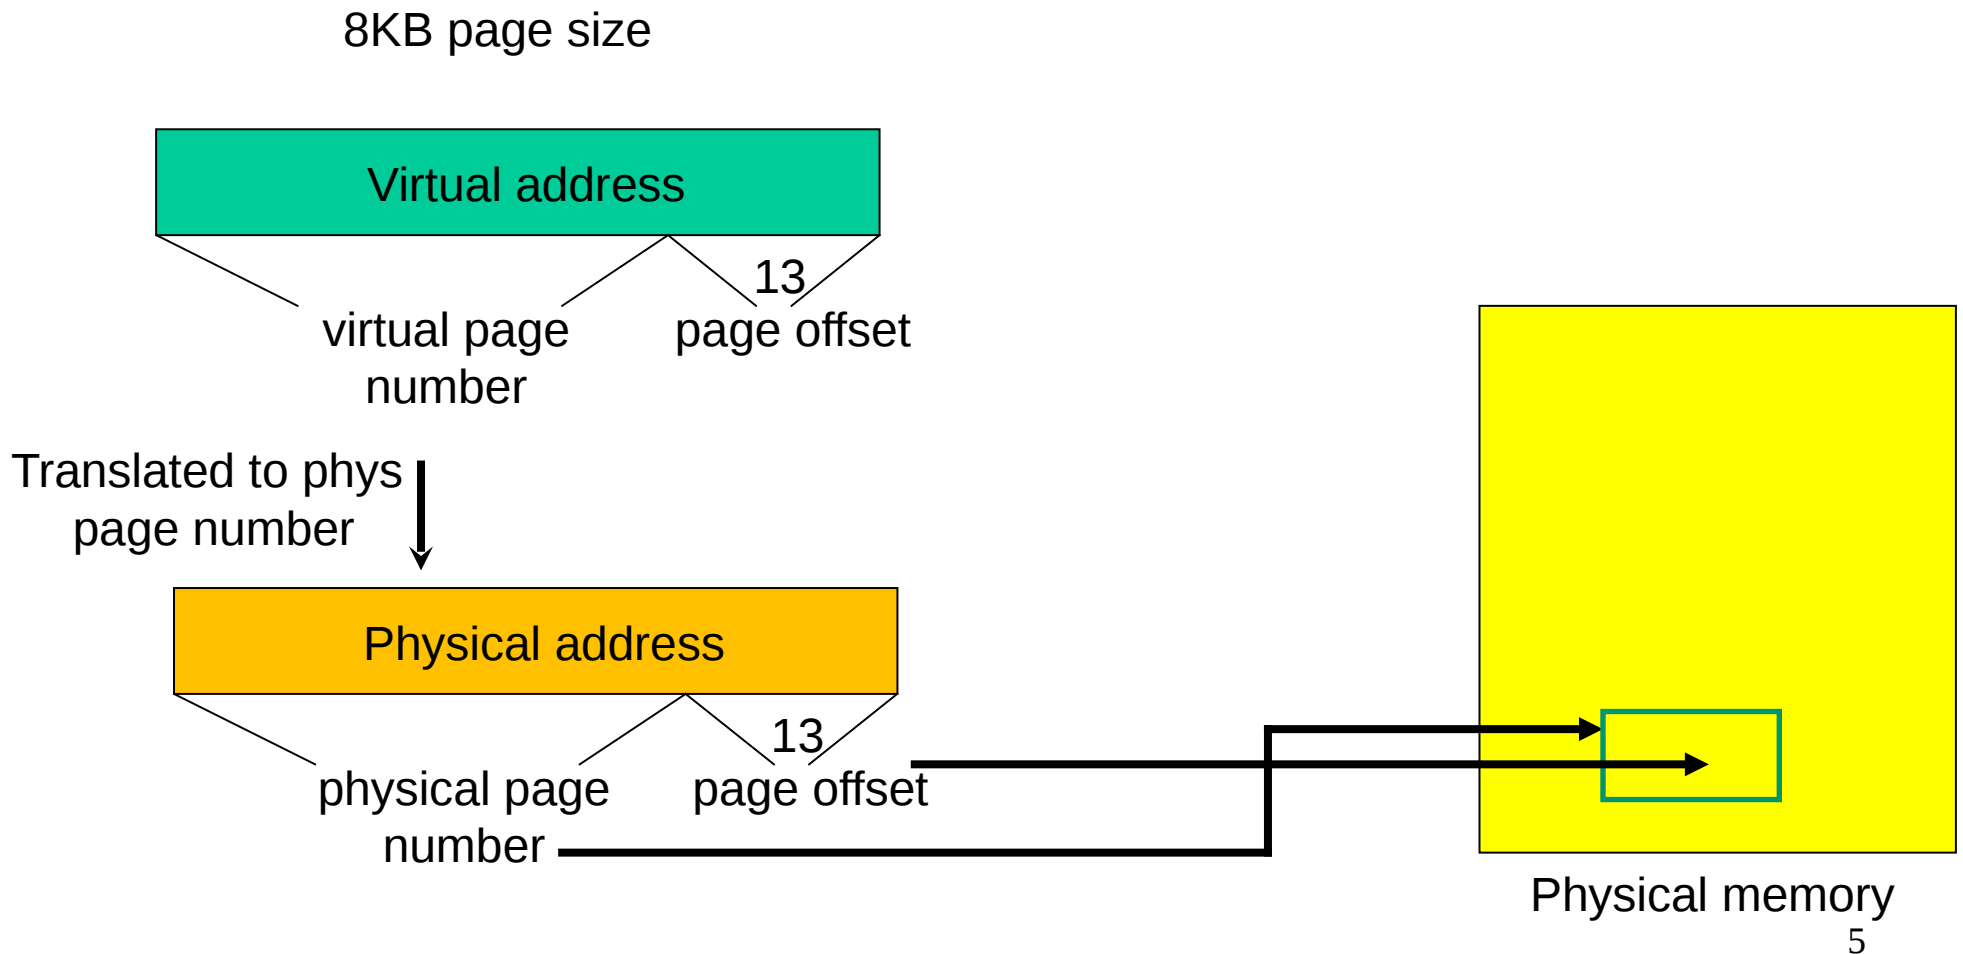 8KB page size
Virtual address
13
virtual page
number
page offset
Translated to phys
page number
Physical address
13
physical page
number
page offset
Physical memory
5